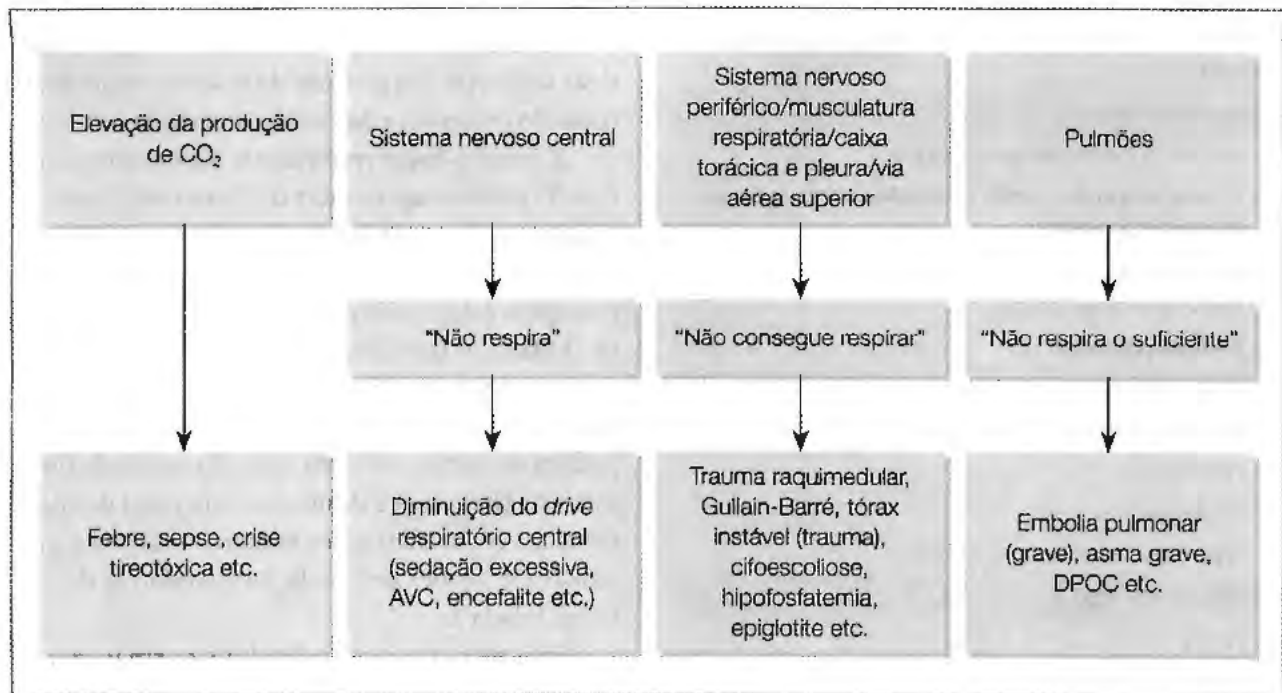 Elevação da produção
de CO₂
Sistema nervoso central
Sistema nervoso
periférico/musculatura
respiratória/caixa
torácica e pleura/via
aérea superior
Pulmões
"Não respira"
"Não consegue respirar"
"Não respira o suficiente"
Febre, sepse, crise
tireotóxica etc.
Diminuição do drive
respiratório central
(sedação excessiva,
AVC, encefalite etc.)
Trauma raquimedular,
Guliain-Barré, tórax
instável (trauma),
cifoescoliose,
hipofosfatemia,
epiglotite etc.
Embolia pulmonar
(grave), asma grave,
DPOC etc.